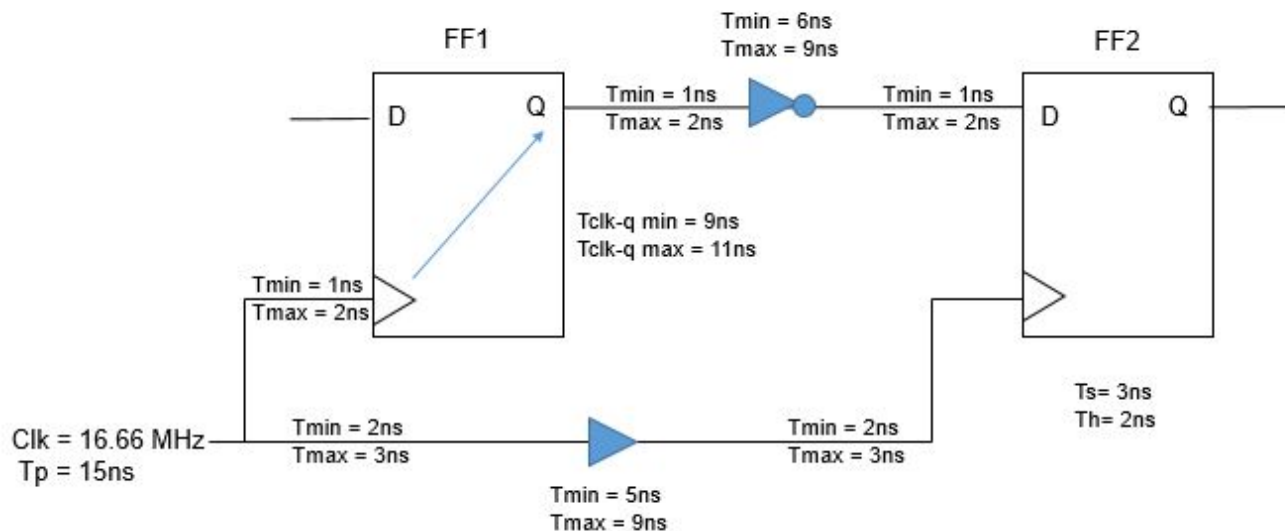 FF1
Tmin = 6ns
Tmax = 9ns
FF2
D
Q
Tmin = 1ns
Tmax = 2ns
Tmin = 1ns
Tmax = 2ns
D
Q
Tclk-q min = 9ns
Tclk-q max = 11ns
Tmin = 1ns
Tmax = 2ns
Ts= 3ns
Th= 2ns
Clk = 16.66 MHz
Tp = 15ns
Tmin = 2ns
Tmax = 3ns
Tmin = 2ns
Tmax = 3ns
Tmin = 5ns
Tmax = 9ns